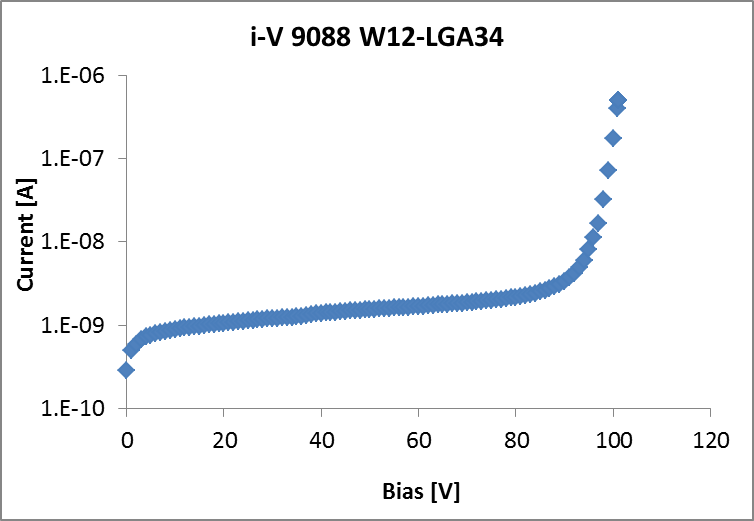 i-V 9088 W12-LGA34
1.E-06
1.E-07
1.E-08
1.E-09
1.E-10
Current [A]
0 20 40 60 80 100 120
Bias [V]